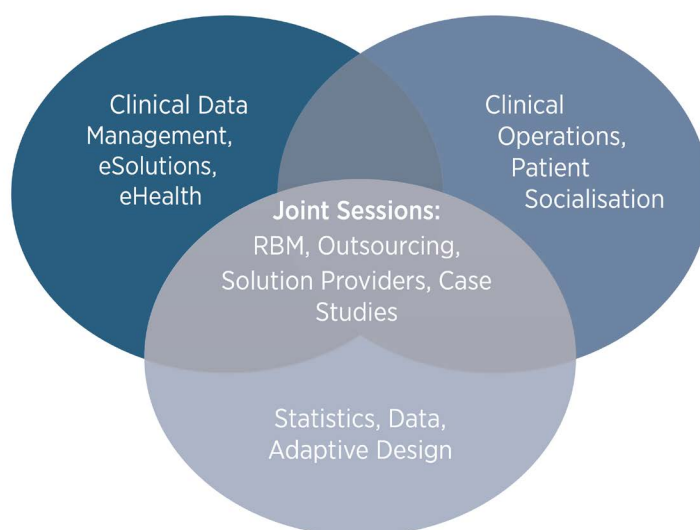 Clinical Data
Management,
eSolutions,
eHealth
Clinical
Operations,
Patient
Socialisation
Joint Sessions:
RBM, Outsourcing,
Solution Providers, Case
Studies
Statistics, Data,
Adaptive Design